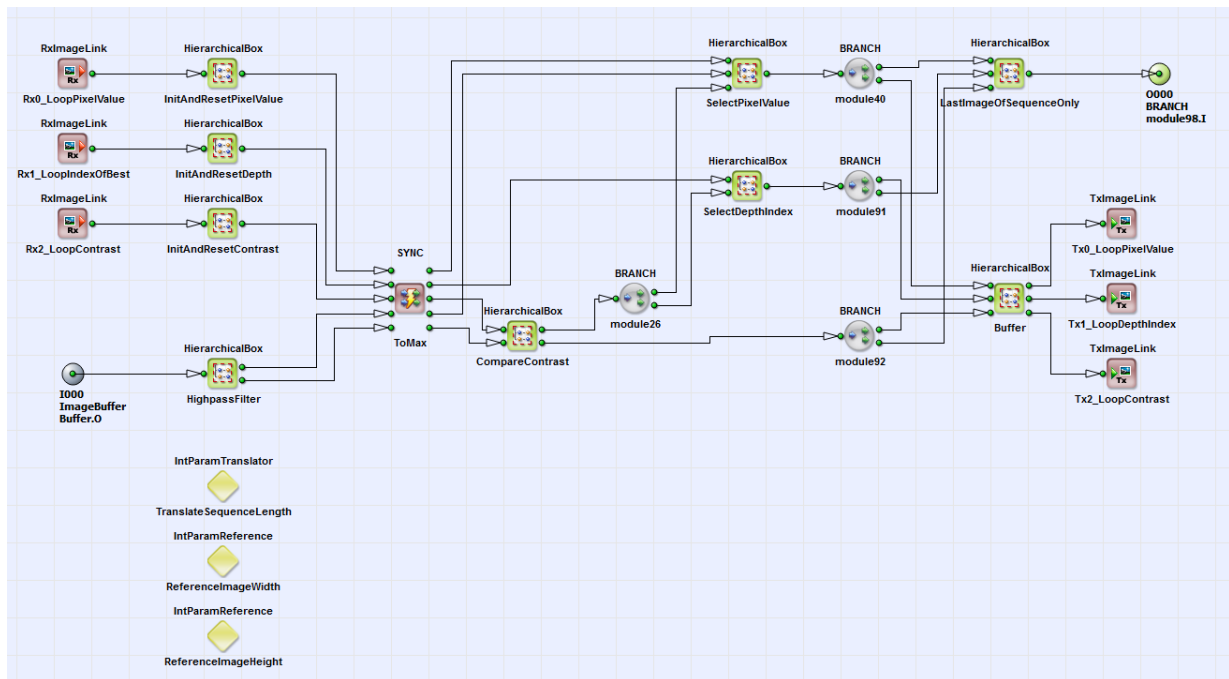 RxImageLink
HierarchicalBox
Rx
Rx0_LoopPixelValue
InitAndResetPixelValue
RxImageLink
HierarchicalBox
Rx
Rx1_LoopIndexOfBest
InitAndResetDepth
RxImageLink
HierarchicalBox
Rx
Rx2_LoopContrast
InitAndResetContrast
SYNC
ToMax
HierarchicalBox
CompareContrast
BRANCH
module26
HierarchicalBox
HighpassFilter
I000
ImageBuffer
Buffer.O
HierarchicalBox
SelectPixelValue
BRANCH
module40
HierarchicalBox
LastImageOfSequenceOnly
O000
BRANCH
module98.I
HierarchicalBox
SelectDepthIndex
BRANCH
module91
BRANCH
module92
HierarchicalBox
Buffer
TxImageLink
Tx
Tx0_LoopPixelValue
TxImageLink
Tx
Tx1_LoopDepthIndex
TxImageLink
Tx
Tx2_LoopContrast
IntParamTranslator
TranslateSequenceLength
IntParamReference
ReferenceImageWidth
IntParamReference
ReferenceImageHeight